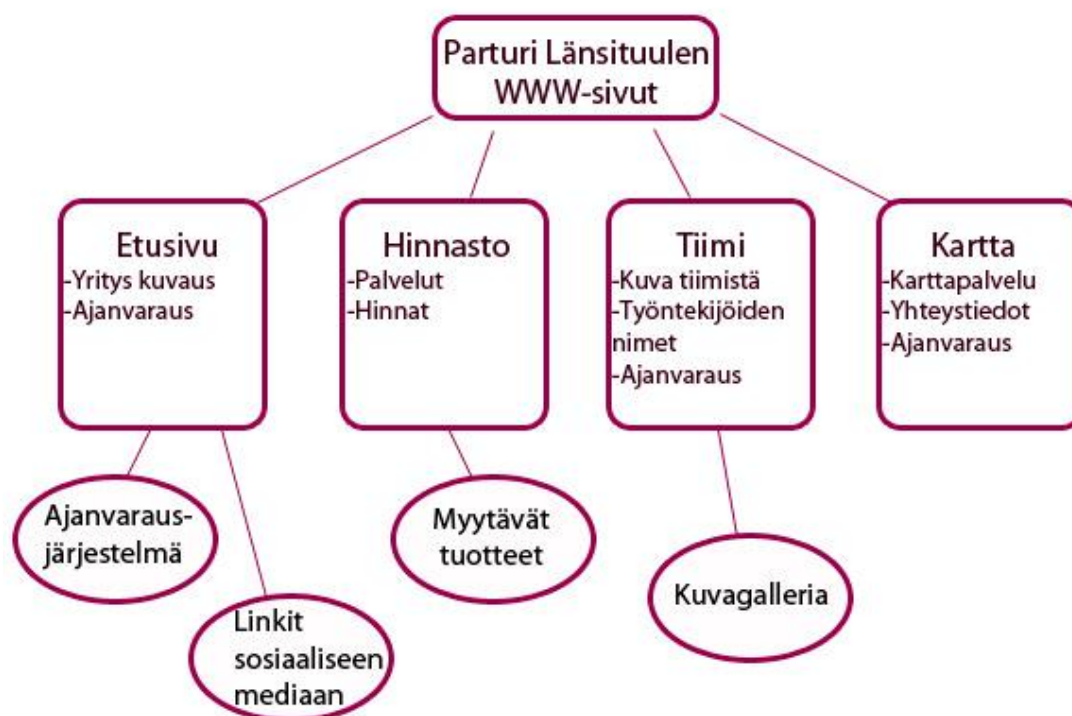 Parturi Länsituulen
WWW-sivut
Etusivu
-Yritys kuvaus
-Ajanvaraus
Hinnasto
-Palvelut
-Hinnat
Tiimi
-Kuva tiimistä
-Työntekijöiden
nimet
-Ajanvaraus
Kartta
-Karttapalvelu
-Yhteystiedot
-Ajanvaraus
Ajanvaraus-
järjestelmä
Linkit
sosiaaliseen
mediaan
Myytävät
tuotteet
Kuvagalleria